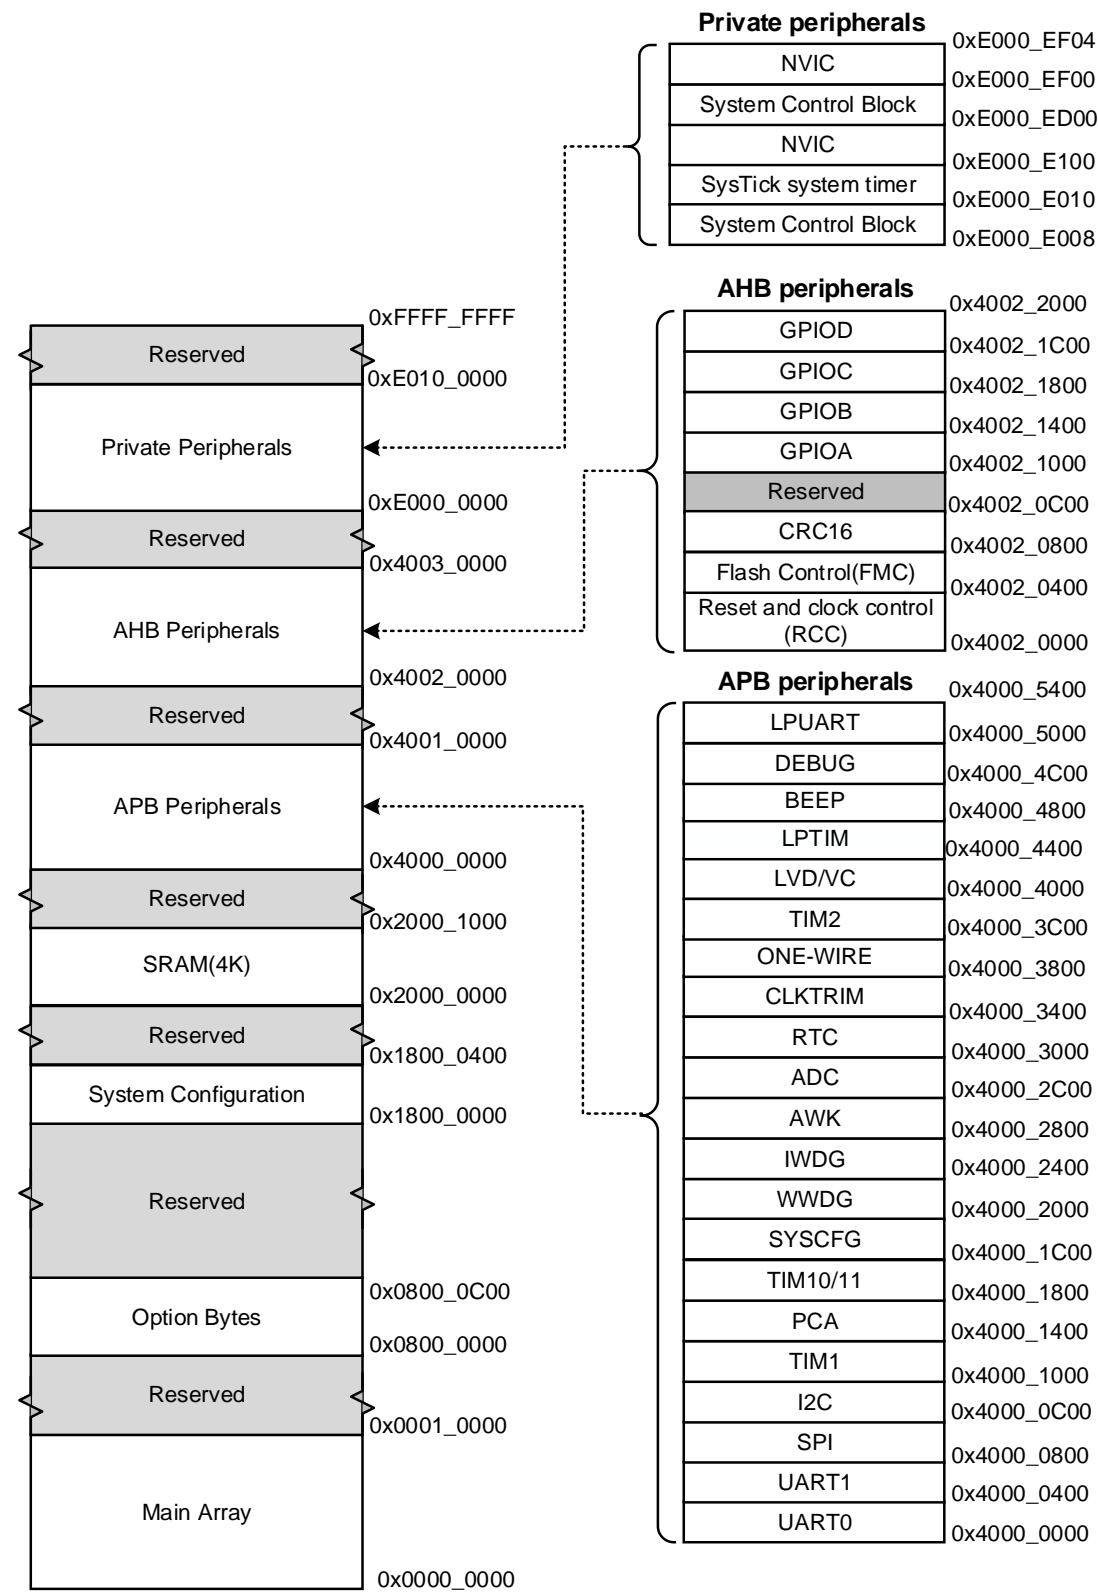 Private peripherals
0xE000_EF04
NVIC
0xE000_EF00
System Control Block
0xE000_ED00
NVIC
0xE000_E100
SysTick system timer
0xE000_E010
System Control Block
0xE000_E008
AHB peripherals
0x4002_2000
GPIOD
0x4002_1C00
GPIOC
0x4002_1800
GPIOB
0x4002_1400
GPIOA
0x4002_1000
Reserved
0x4002_0C00
CRC16
0x4002_0800
Flash Control(FMC)
0x4002_0400
Reset and clock control
(RCC)
0x4002_0000
APB peripherals
0x4000_5400
LPUART
0x4000_5000
DEBUG
0x4000_4C00
BEEP
0x4000_4800
LPTIM
0x4000_4400
LVD/VC
0x4000_4000
TIM2
0x4000_3C00
ONE-WIRE
0x4000_3800
CLKTRIM
0x4000_3400
RTC
0x4000_3000
ADC
0x4000_2C00
AWK
0x4000_2800
IWDG
0x4000_2400
WWDG
0x4000_2000
SYSCFG
0x4000_1C00
TIM10/11
0x4000_1800
PCA
0x4000_1400
TIM1
0x4000_1000
I2C
0x4000_0C00
SPI
0x4000_0800
UART1
0x4000_0400
UART0
0x4000_0000
0xFFFF_FFFF
Reserved
0xE010_0000
Private Peripherals
0xE000_0000
Reserved
0x4003_0000
AHB Peripherals
0x4002_0000
Reserved
0x4001_0000
APB Peripherals
0x4000_0000
Reserved
0x2000_1000
SRAM(4K)
0x2000_0000
Reserved
0x1800_0400
System Configuration
0x1800_0000
Reserved
0x0800_0C00
Option Bytes
0x0800_0000
Reserved
0x0001_0000
Main Array
0x0000_0000